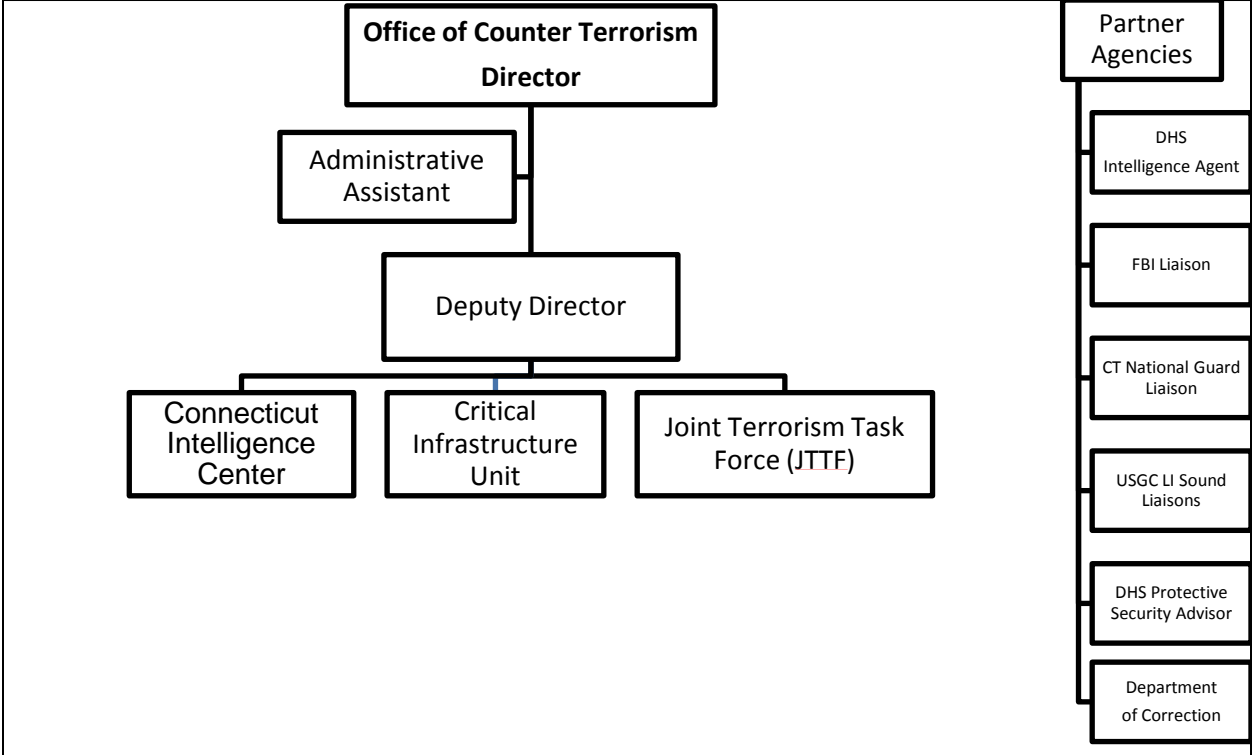 Office of Counter Terrorism
Director
Administrative
Assistant
Deputy Director
Connecticut
Intelligence
Center
Critical
Infrastructure
Unit
Joint Terrorism Task
Force (JTTF)
Partner
Agencies
DHS
Intelligence Agent
FBI Liaison
CT National Guard
Liaison
USGC LI Sound
Liaisons
DHS Protective
Security Advisor
Department
of Correction